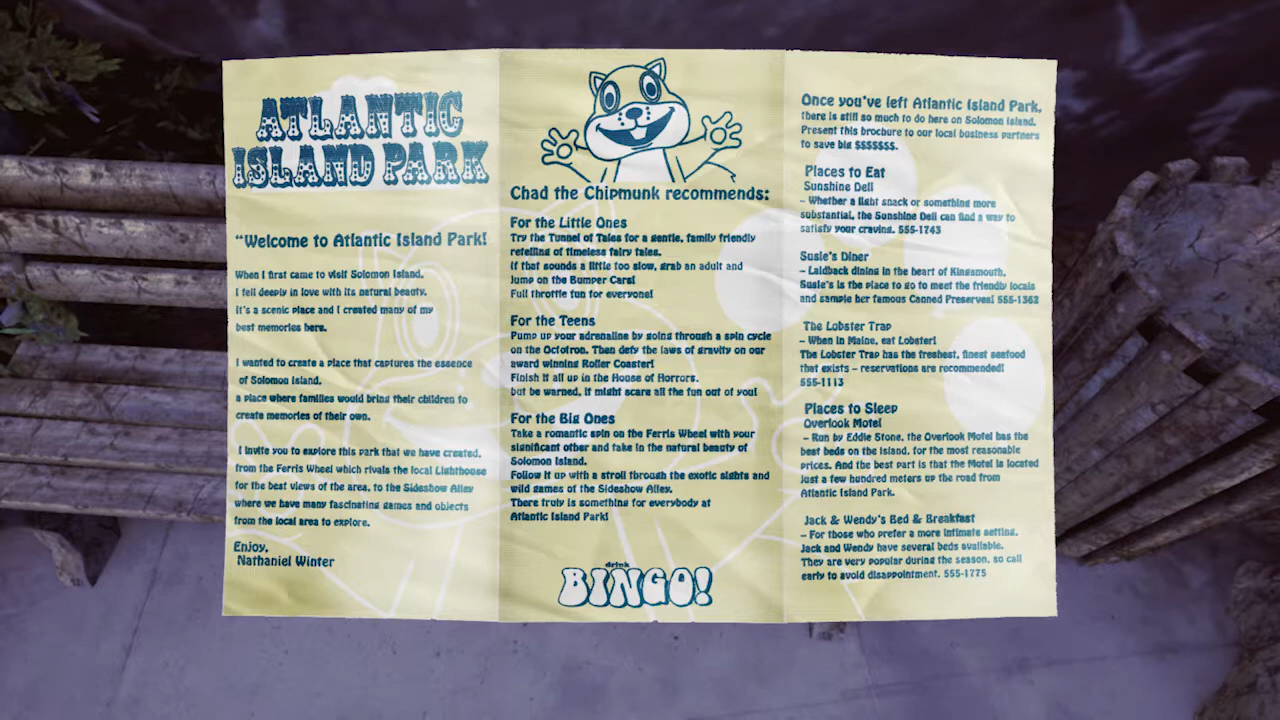 ATLANTIC
ISLAND PARK
"Welcome to Atlantic Island Park!
When I first came to visit Solomon Island,
I fell deeply in love with its natural beauty.
It's a scenic place and I created many of my
best memories here.
I wanted to create a place that captures the essence
of Solomon Island,
a place where families would bring their children to
create memories of their own.
I invite you to explore this park that we have created,
from the Ferris Wheel which rivals the local Lighthouse
for the best views of the area, to the Sideshow Alley
where we have many fascinating games and objects
from the local area to explore.
Enjoy,
Nathaniel Winter
Chad the Chipmunk recommends:
For the Little Ones
Try the Tunnel of Tales for a gentle, family friendly
retelling of timeless fairy tales.
If that sounds a little too slow, grab an adult and
jump on the Bumper Cars!
Full throttle fun for everyone!
For the Teens
Pump up your adrenaline by going through a spin cycle
on the Octotron. Then defy the laws of gravity on our
award winning Roller Coaster!
Finish it all up in the House of Horrors,
but be warned, it might scare all the fun out of you!
For the Big Ones
Take a romantic spin on the Ferris Wheel with your
significant other and take in the natural beauty of
Solomon Island.
Follow it up with a stroll through the exotic sights and
wild games of the Sideshow Alley.
There truly is something for everybody at
Atlantic Island Park!
drink
BINGO!
Once you've left Atlantic Island Park,
there is still so much to do here on Solomon Island.
Present this brochure to our local business partners
to save big $$$$$$$.
Places to Eat
Sunshine Deli
– Whether a light snack or something more
substantial, the Sunshine Deli can find a way to
satisfy your craving. 555-1743
Susie's Diner
– Laidback dining in the heart of Kingsmouth,
Susie's is the place to go to meet the friendly locals
and sample her famous Canned Preserves! 555-1362
The Lobster Trap
– When in Maine, eat Lobster!
The Lobster Trap has the freshest, finest seafood
that exists – reservations are recommended!
555-1113
Places to Sleep
Overlook Motel
– Run by Eddie Stone, the Overlook Motel has the
best beds on the Island, for the most reasonable
prices. And the best part is that the Motel is located
just a few hundred meters up the road from
Atlantic Island Park.
Jack & Wendy's Bed & Breakfast
– For those who prefer a more intimate setting,
Jack and Wendy have several beds available.
They are very popular during the season, so call
early to avoid disappointment. 555-1775